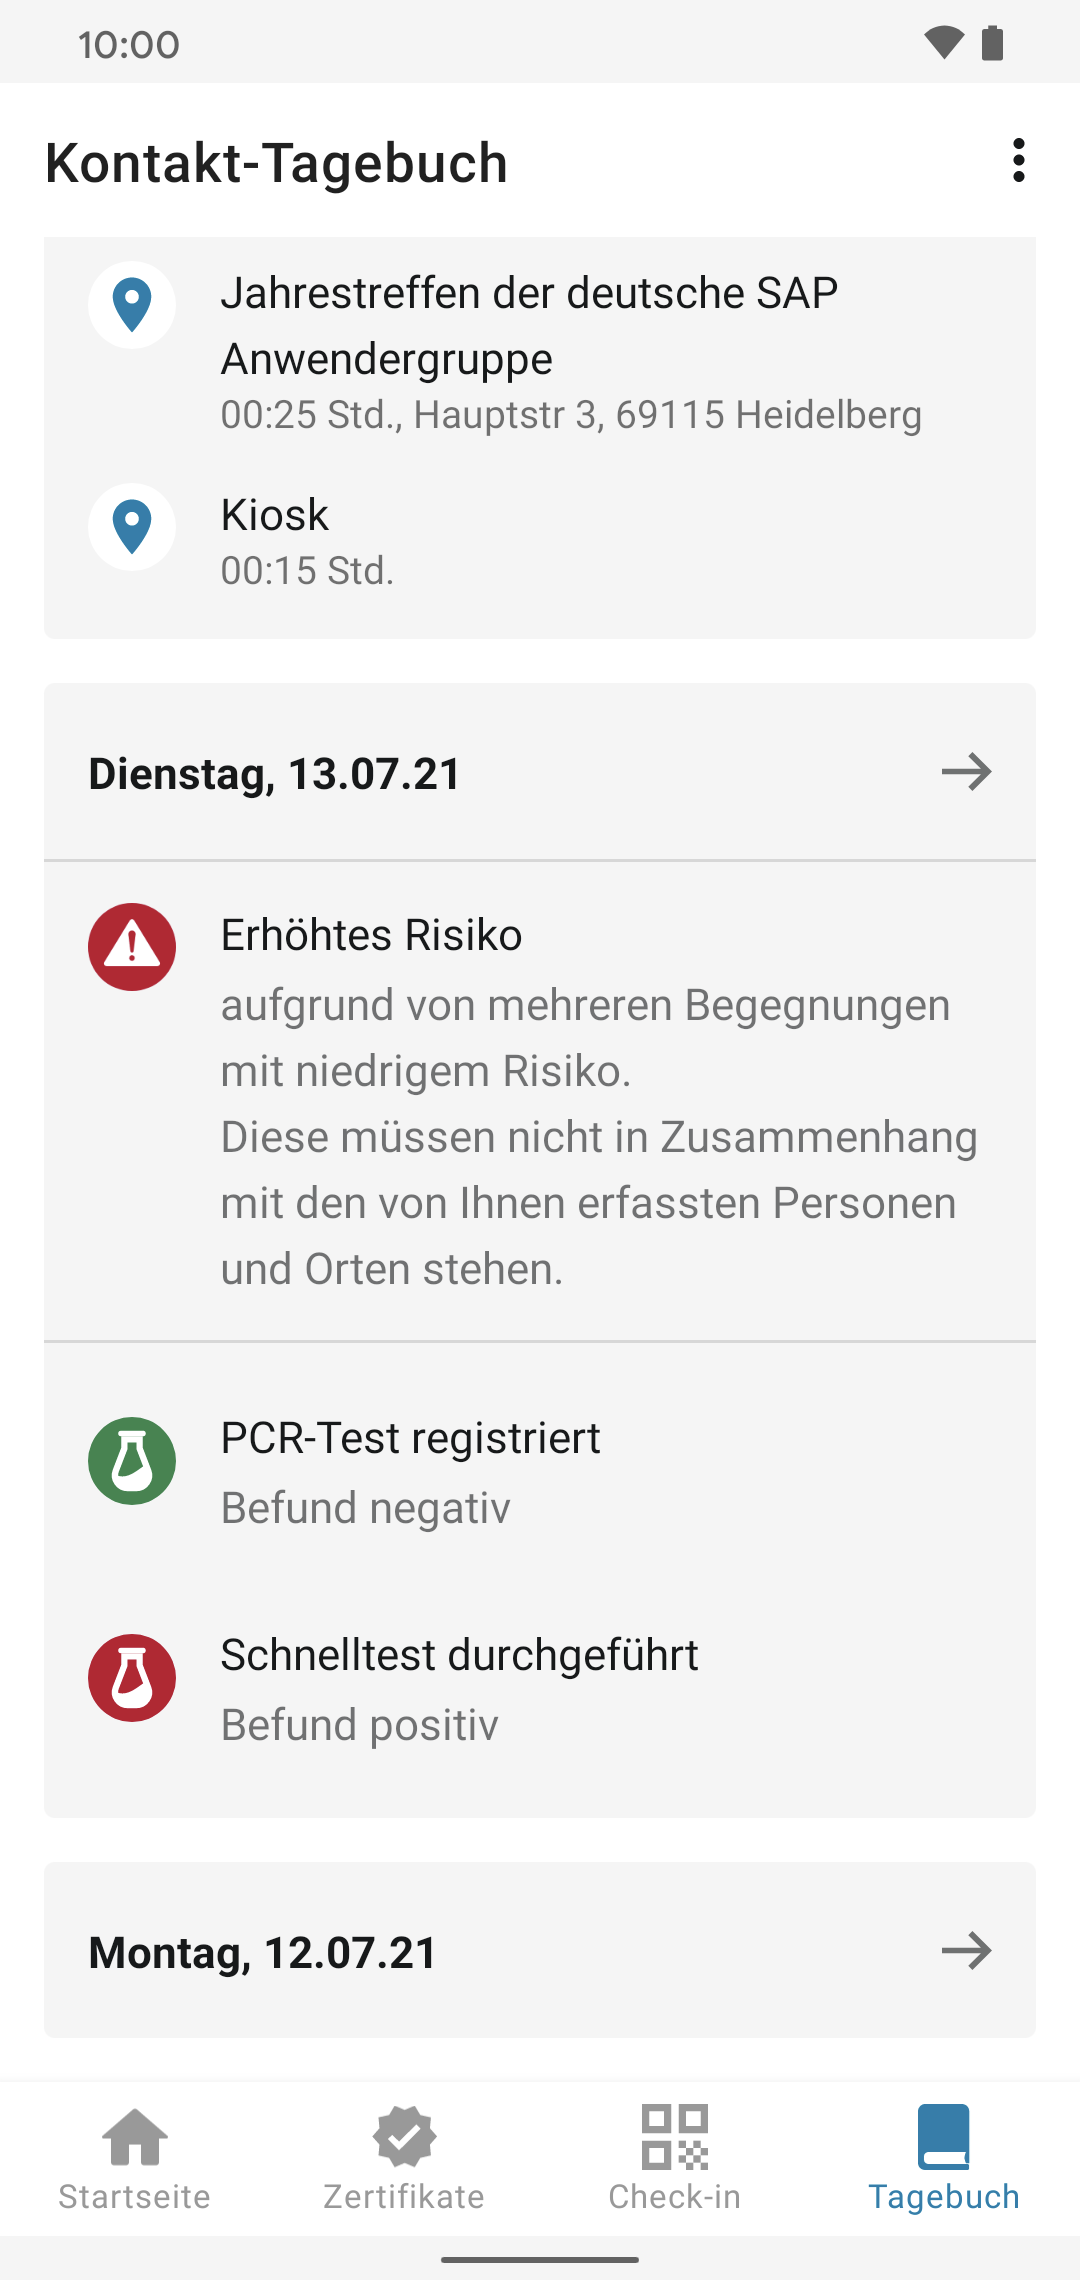 10:00
Kontakt-Tagebuch
Jahrestreffen der deutsche SAP
Anwendergruppe
00:25 Std., Hauptstr 3, 69115 Heidelberg
Kiosk
00:15 Std.
Dienstag, 13.07.21
Erhöhtes Risiko
aufgrund von mehreren Begegnungen
mit niedrigem Risiko.
Diese müssen nicht in Zusammenhang
mit den von Ihnen erfassten Personen
und Orten stehen.
PCR-Test registriert
Befund negativ
Schnelltest durchgeführt
Befund positiv
Montag, 12.07.21
Startseite
Zertifikate
Check-in
Tagebuch